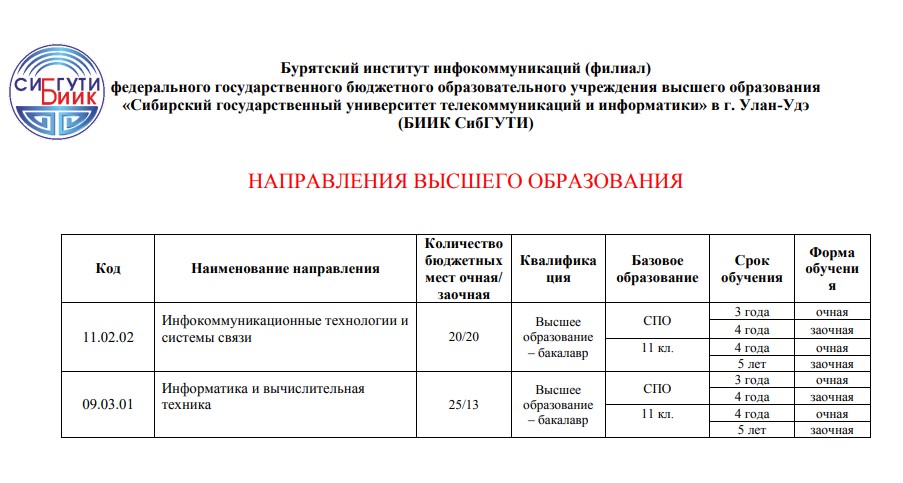 СИБГУТИ
БИИК
Бурятский институт инфокоммуникаций (филиал)
федерального государственного бюджетного образовательного учреждения высшего образования
«Сибирский государственный университет телекоммуникаций и информатики» в г. Улан-Удэ
(БИИК СибГУТИ)
НАПРАВЛЕНИЯ ВЫСШЕГО ОБРАЗОВАНИЯ
Код
Наименование направления
Количество
бюджетных
мест очная/
заочная
Квалифика
ция
Базовое
образование
Срок
обучения
Форма
обучени
я
11.02.02
Инфокоммуникационные технологии и
системы связи
20/20
Высшее
образование
– бакалавр
СПО
3 года
очная
4 года
заочная
11 кл.
4 года
очная
5 лет
заочная
09.03.01
Информатика и вычислительная
техника
25/13
Высшее
образование
– бакалавр
СПО
3 года
очная
4 года
заочная
11 кл.
4 года
очная
5 лет
заочная